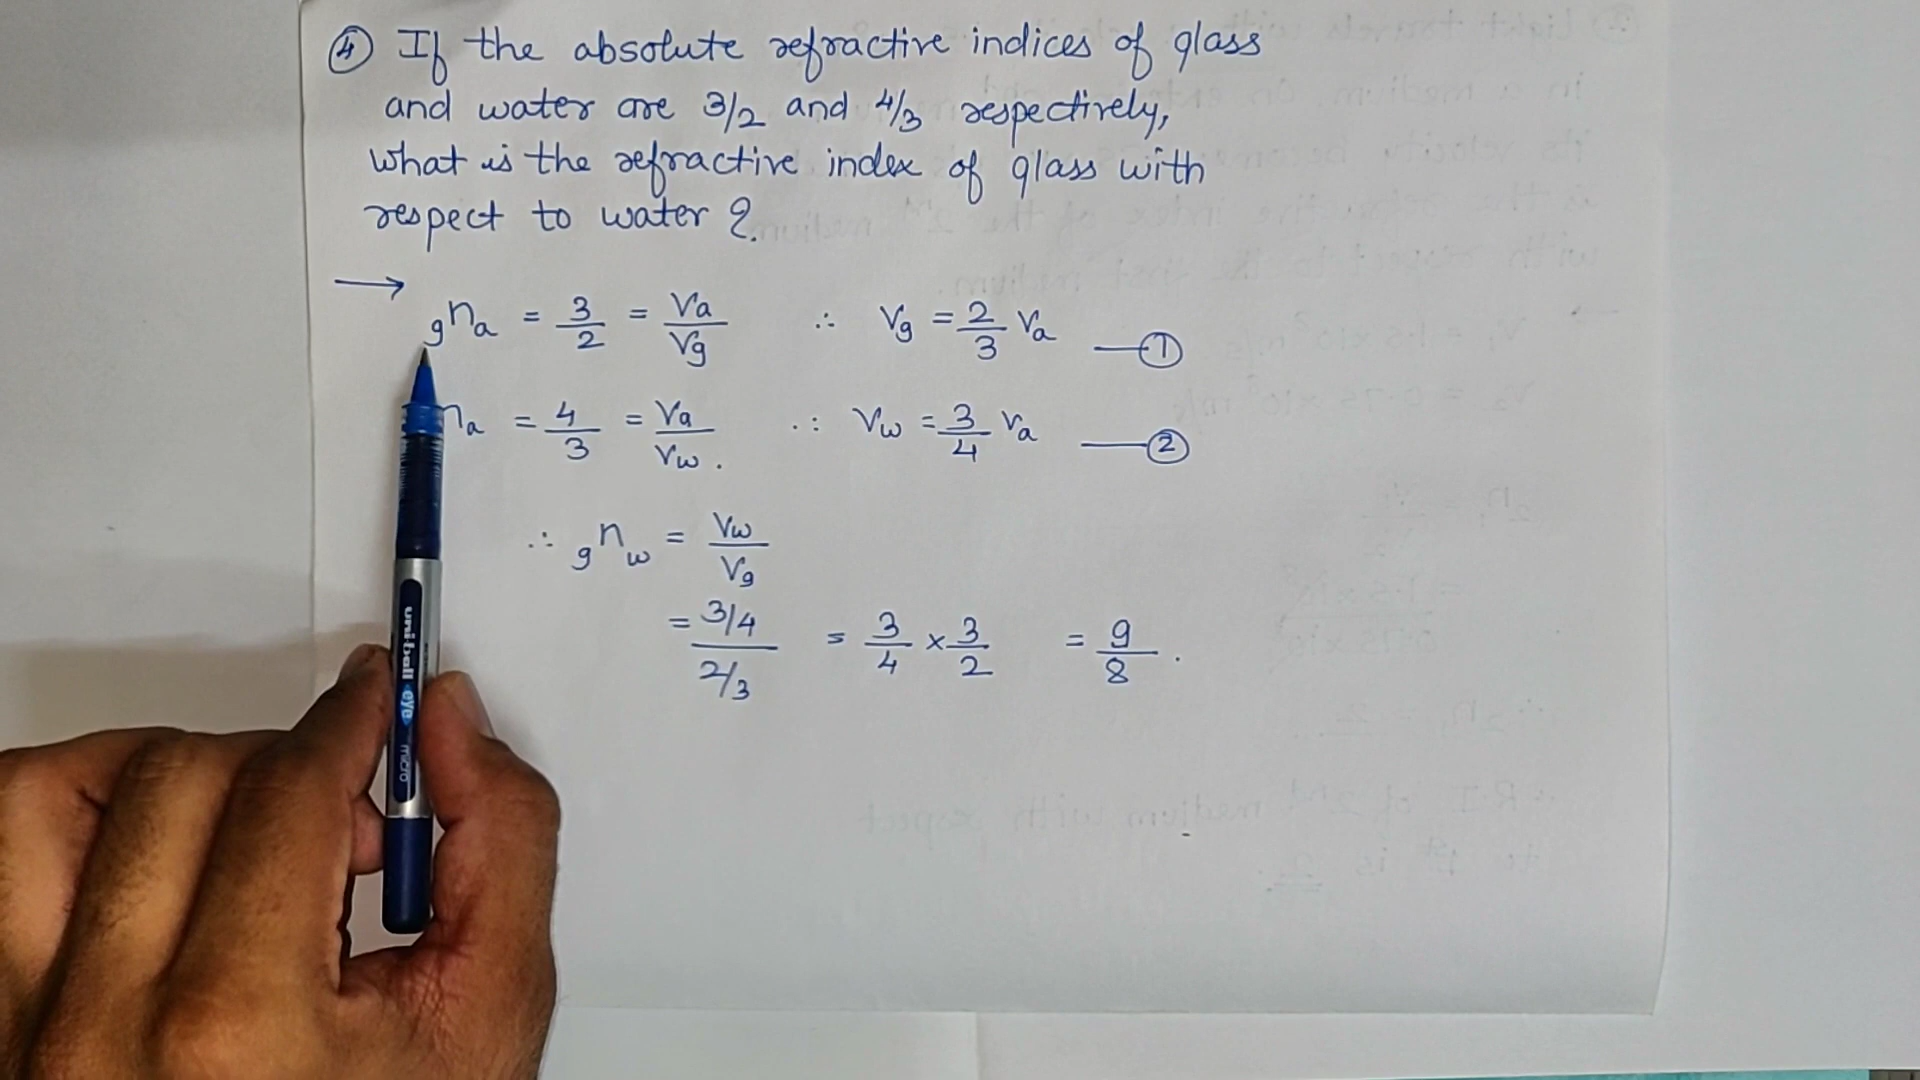 ④ If the absolute refractive indices of glass
and water are 3/2 and 4/3 respectively,
what is the refractive index of glass with
respect to water ?
→
gna = 3/2 = Va/Vg ∴ Vg = 2/3 Va —①
na = 4/3 = Va/Vw. ∴ Vw = 3/4 Va —②
∴ gnw = Vw/Vg
= 3/4 / 2/3 = 3/4 × 3/2 = 9/8.
uni-ball eye micro